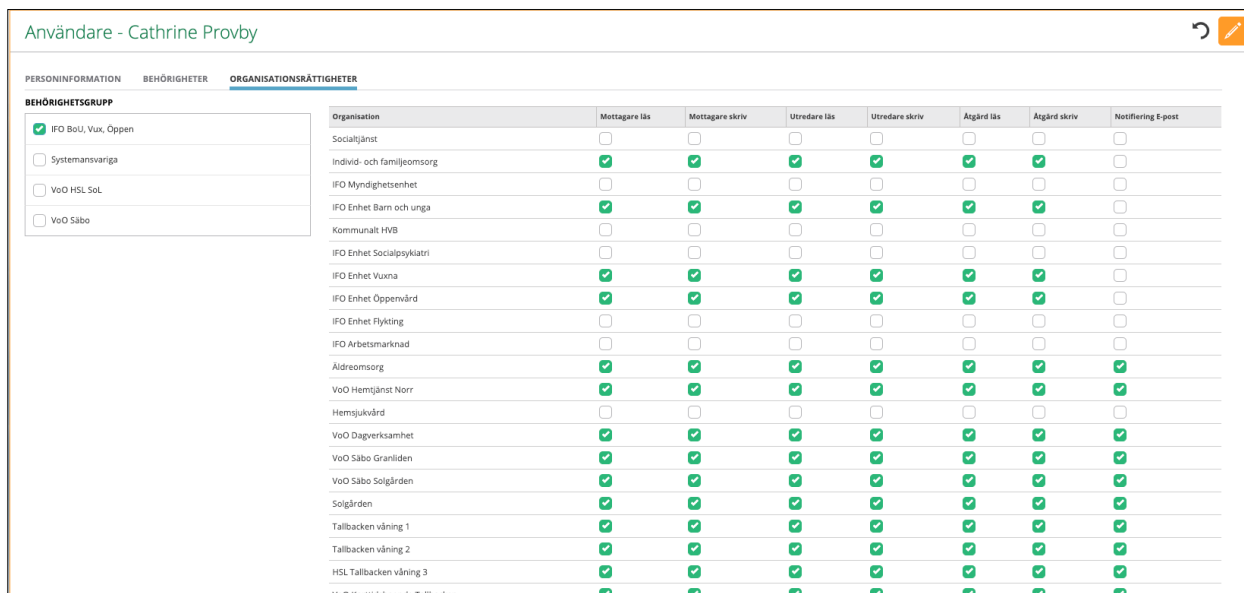 Användare - Cathrine Provby
PERSONINFORMATION BEHÖRIGHETER ORGANISATIONSRÄTTIGHETER
BEHÖRIGHETSGRUPP
IFO BoU, Vux, Öppen
Systemansvariga
VoO HSL SoL
VoO Säbo
Organisation Mottagare läs Mottagare skriv Utredare läs Utredare skriv Åtgärd läs Åtgärd skriv Notifiering E-post
Socialtjänst
Individ- och familjeomsorg
IFO Myndighetsenhet
IFO Enhet Barn och unga
Kommunalt HVB
IFO Enhet Socialpsykiatri
IFO Enhet Vuxna
IFO Enhet Öppenvård
IFO Enhet Flykting
IFO Arbetsmarknad
Äldreomsorg
VoO Hemtjänst Norr
Hemsjukvård
VoO Dagverksamhet
VoO Säbo Granliden
VoO Säbo Solgården
Solgården
Tallbacken våning 1
Tallbacken våning 2
HSL Tallbacken våning 3